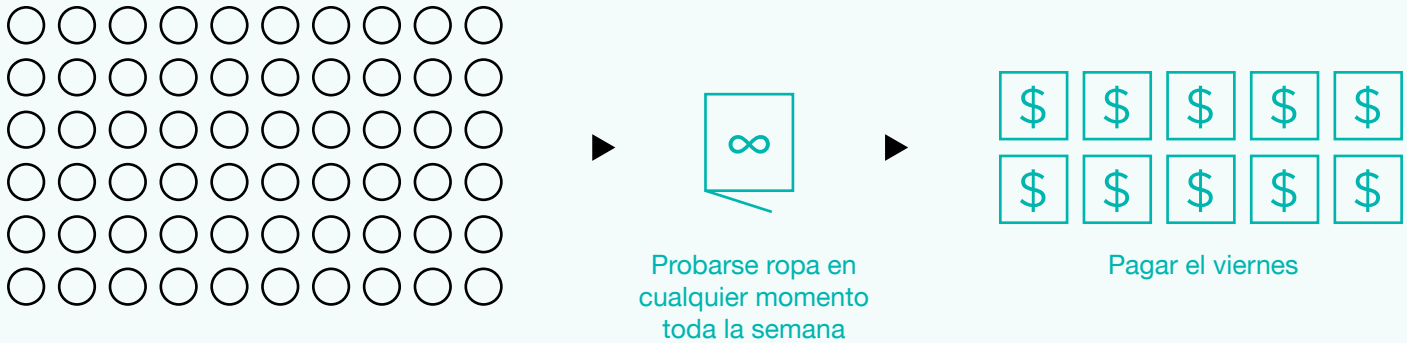 ∞
$ $ $ $ $
$ $ $ $ $
Probarse ropa en
cualquier momento
toda la semana
Pagar el viernes